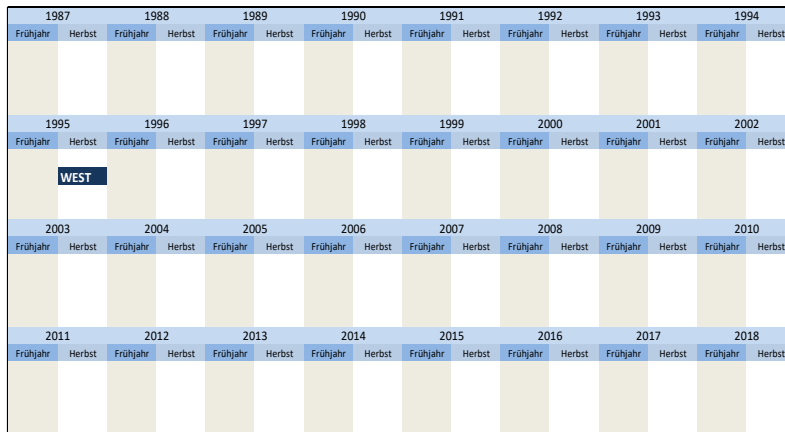 1987 1988 1989 1990 1991 1992 1993 1994
Frühjahr Herbst Frühjahr Herbst Frühjahr Herbst Frühjahr Herbst Frühjahr Herbst Frühjahr Herbst Frühjahr Herbst Frühjahr Herbst
1995 1996 1997 1998 1999 2000 2001 2002
Frühjahr Herbst Frühjahr Herbst Frühjahr Herbst Frühjahr Herbst Frühjahr Herbst Frühjahr Herbst Frühjahr Herbst Frühjahr Herbst
WEST
2003 2004 2005 2006 2007 2008 2009 2010
Frühjahr Herbst Frühjahr Herbst Frühjahr Herbst Frühjahr Herbst Frühjahr Herbst Frühjahr Herbst Frühjahr Herbst Frühjahr Herbst
2011 2012 2013 2014 2015 2016 2017 2018
Frühjahr Herbst Frühjahr Herbst Frühjahr Herbst Frühjahr Herbst Frühjahr Herbst Frühjahr Herbst Frühjahr Herbst Frühjahr Herbst